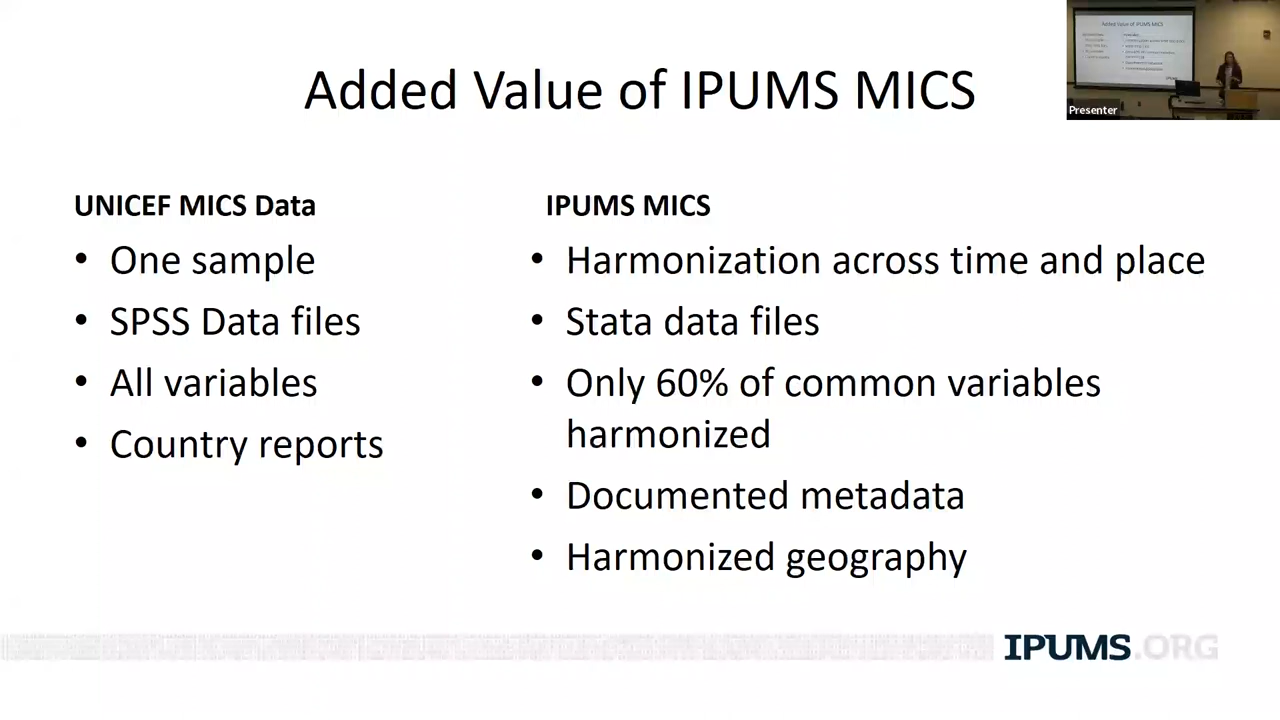 Added Value of IPUMS MICS
Presenter
UNICEF MICS Data
• One sample
• SPSS Data files
• All variables
• Country reports
IPUMS MICS
• Harmonization across time and place
• Stata data files
• Only 60% of common variables
harmonized
• Documented metadata
• Harmonized geography
IPUMS.ORG